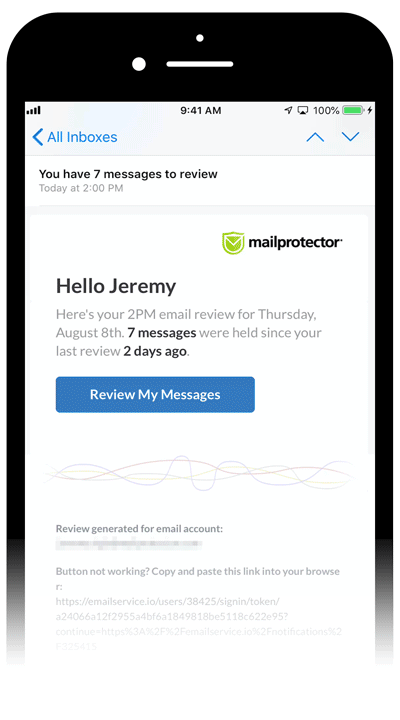 9:41 AM
100%
All Inboxes
You have 7 messages to review
Today at 2:00 PM
mailprotector
Hello Jeremy
Here's your 2PM email review for Thursday,
August 8th. 7 messages were held since your
last review 2 days ago.
Review My Messages
Review generated for email account:
Button not working? Copy and paste this link into your browse
r:
https://emailservice.io/users/38425/signin/token/
a24066a12f2955a4bf6a1849818be5118c622e95?
continue=https%3A%2F%2Femailservice.io%2Fnotifications%2